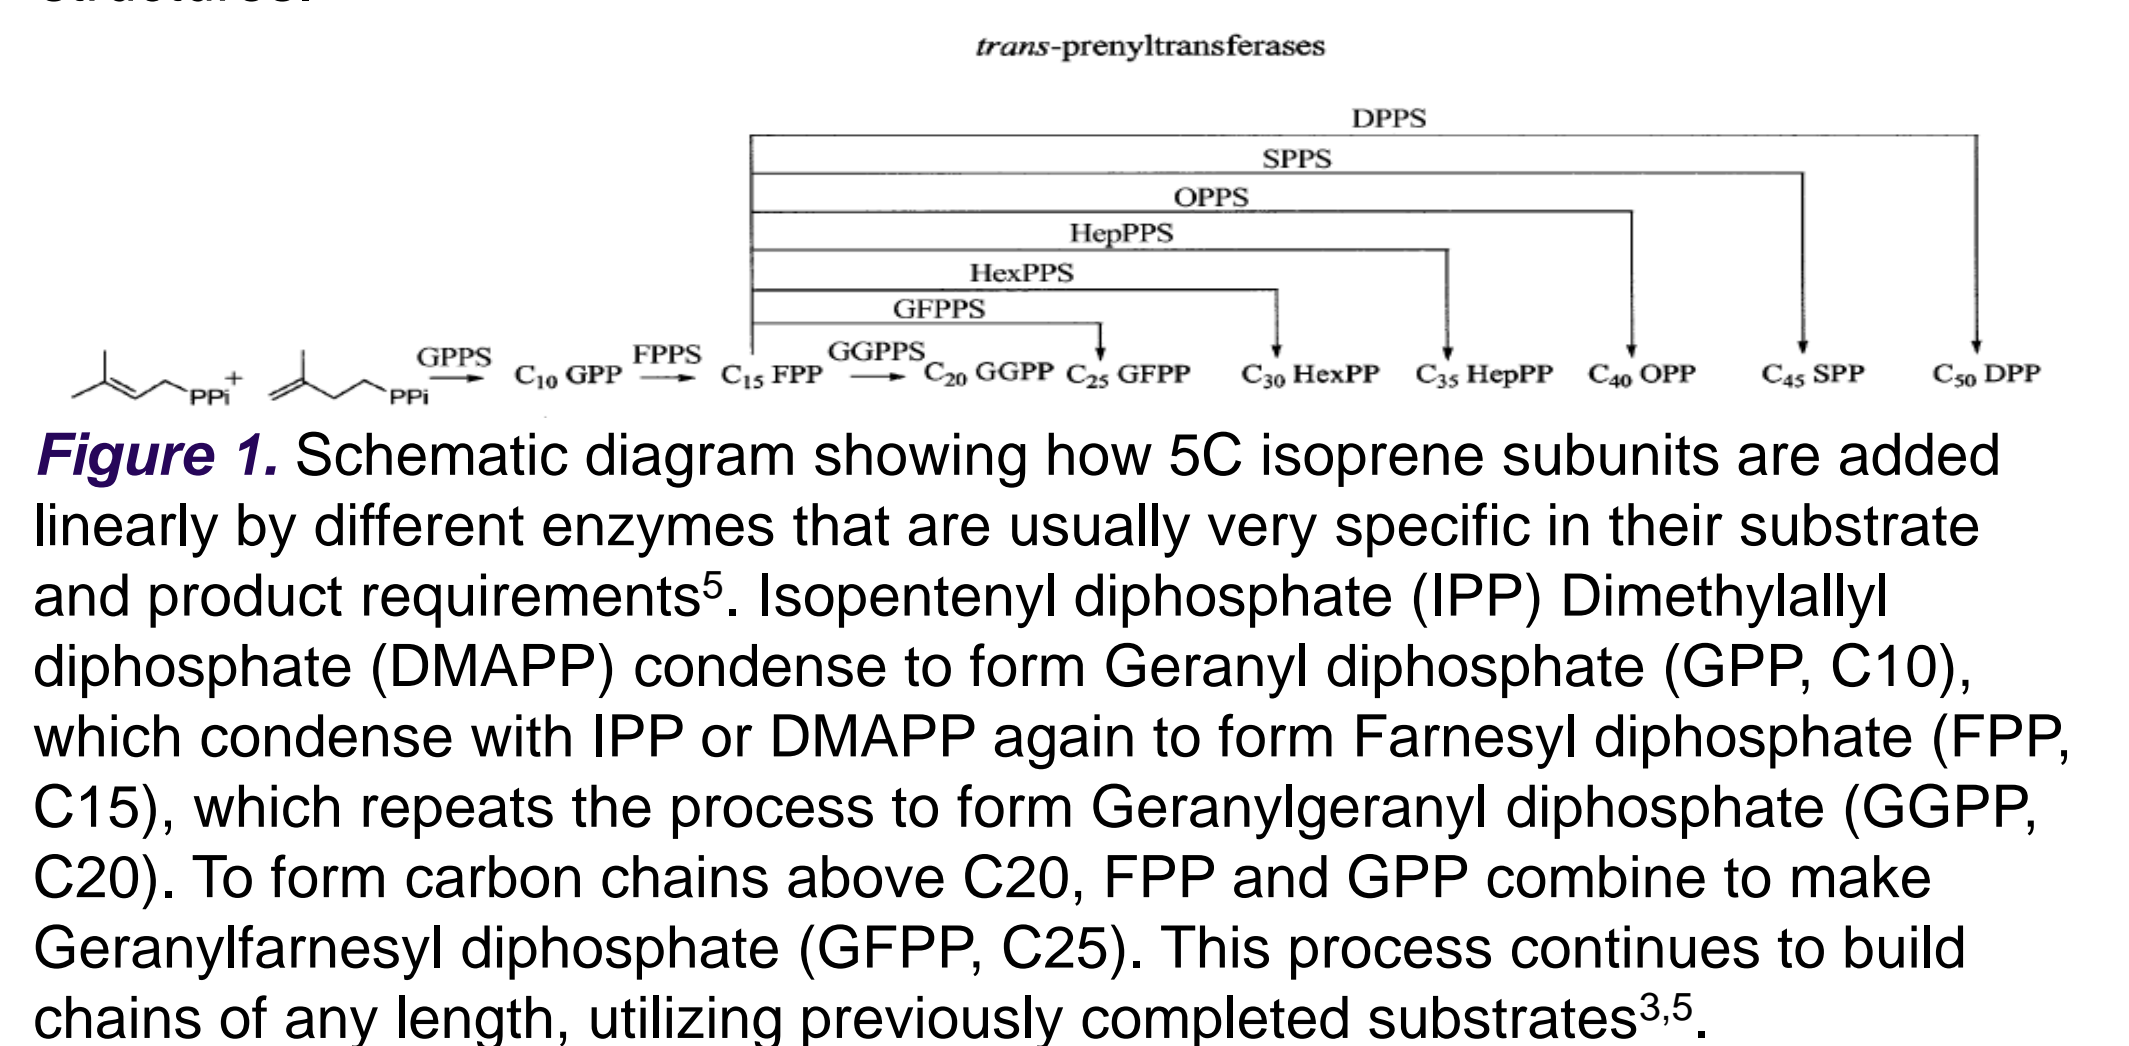 structures.
trans-prenyltransferases
DPPS
SPPS
OPPS
HepPPS
HexPPS
GFPPS
GPPS FPPS GGPPS
PPi + PPi C₁₀ GPP C₁₅ FPP C₂₀ GGPP C₂₅ GFPP C₃₀ HexPP C₃₅ HepPP C₄₀ OPP C₄₅ SPP C₅₀ DPP
Figure 1. Schematic diagram showing how 5C isoprene subunits are added
linearly by different enzymes that are usually very specific in their substrate
and product requirements⁵. Isopentenyl diphosphate (IPP) Dimethylallyl
diphosphate (DMAPP) condense to form Geranyl diphosphate (GPP, C10),
which condense with IPP or DMAPP again to form Farnesyl diphosphate (FPP,
C15), which repeats the process to form Geranylgeranyl diphosphate (GGPP,
C20). To form carbon chains above C20, FPP and GPP combine to make
Geranylfarnesyl diphosphate (GFPP, C25). This process continues to build
chains of any length, utilizing previously completed substrates³,⁵.